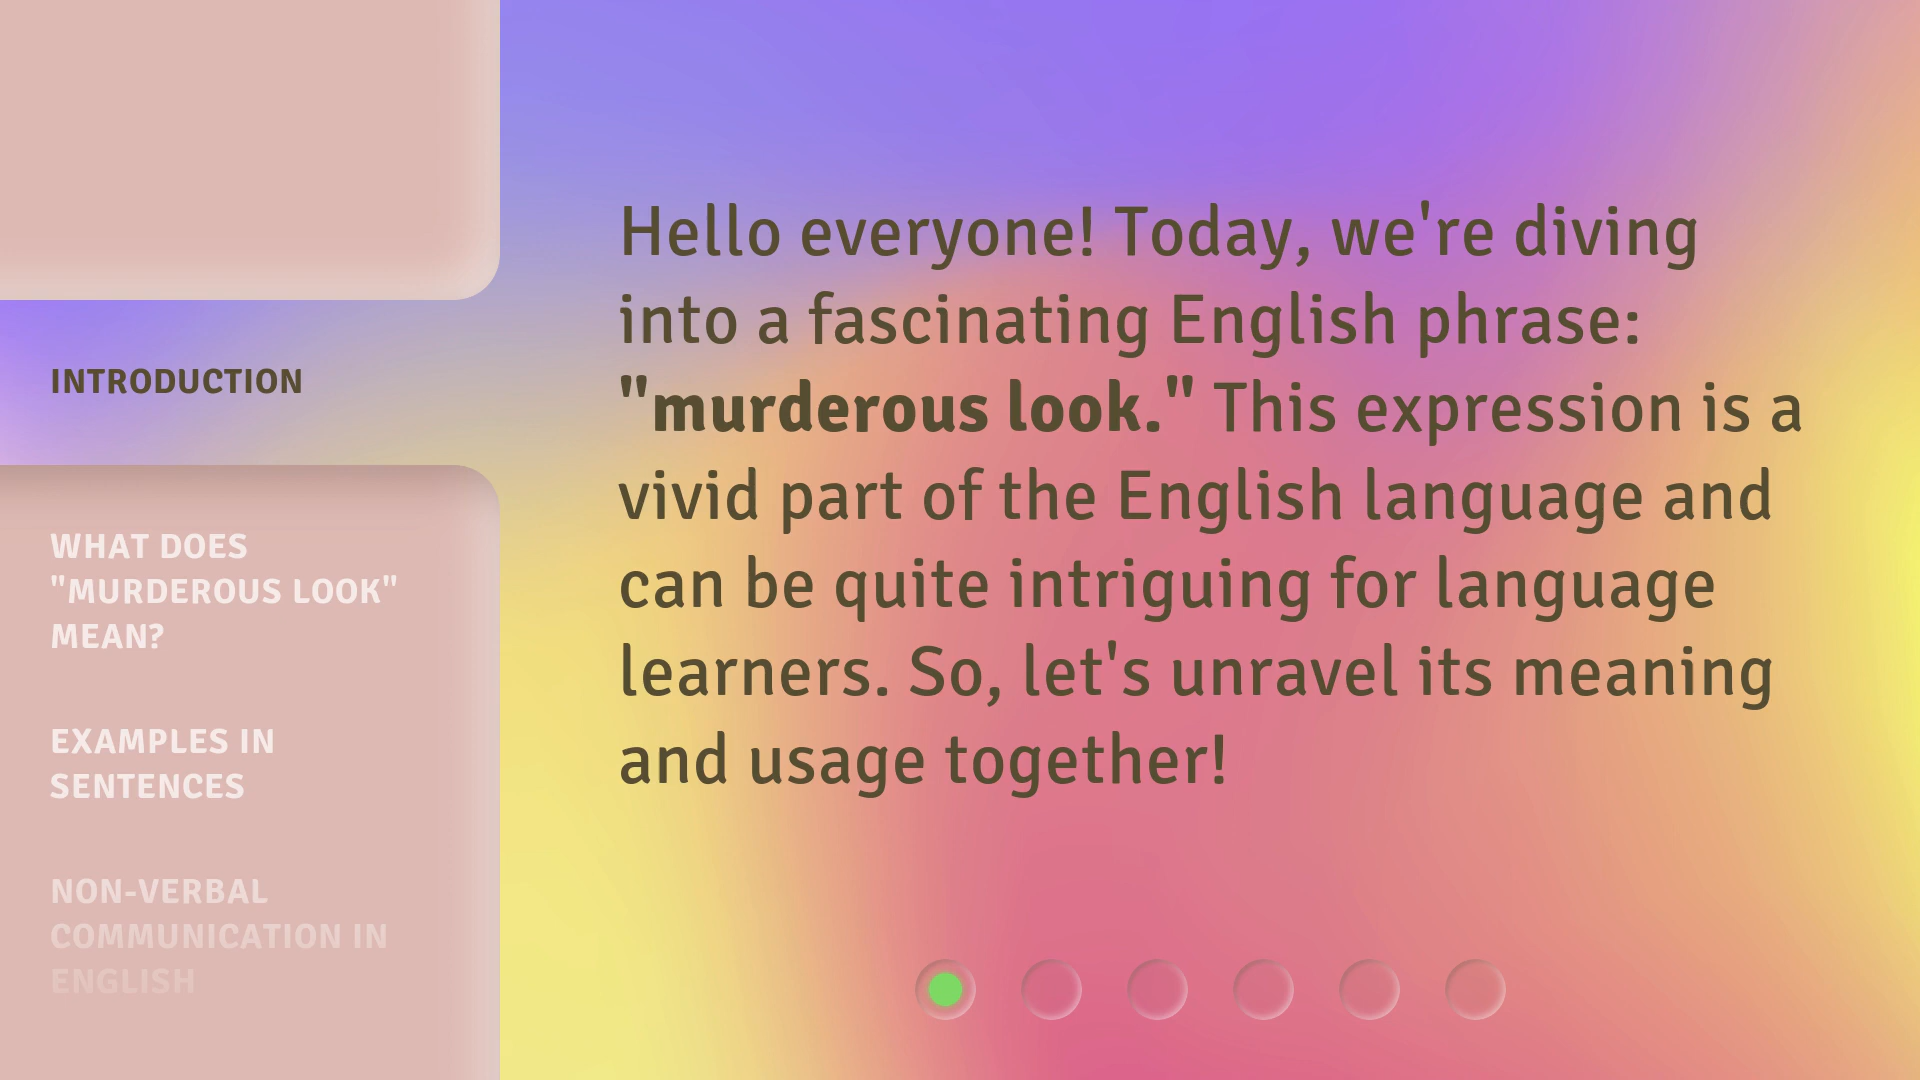 INTRODUCTION
WHAT DOES
"MURDEROUS LOOK"
MEAN?
EXAMPLES IN
SENTENCES
NON-VERBAL
COMMUNICATION IN
ENGLISH
Hello everyone! Today, we're diving
into a fascinating English phrase:
"murderous look." This expression is a
vivid part of the English language and
can be quite intriguing for language
learners. So, let's unravel its meaning
and usage together!